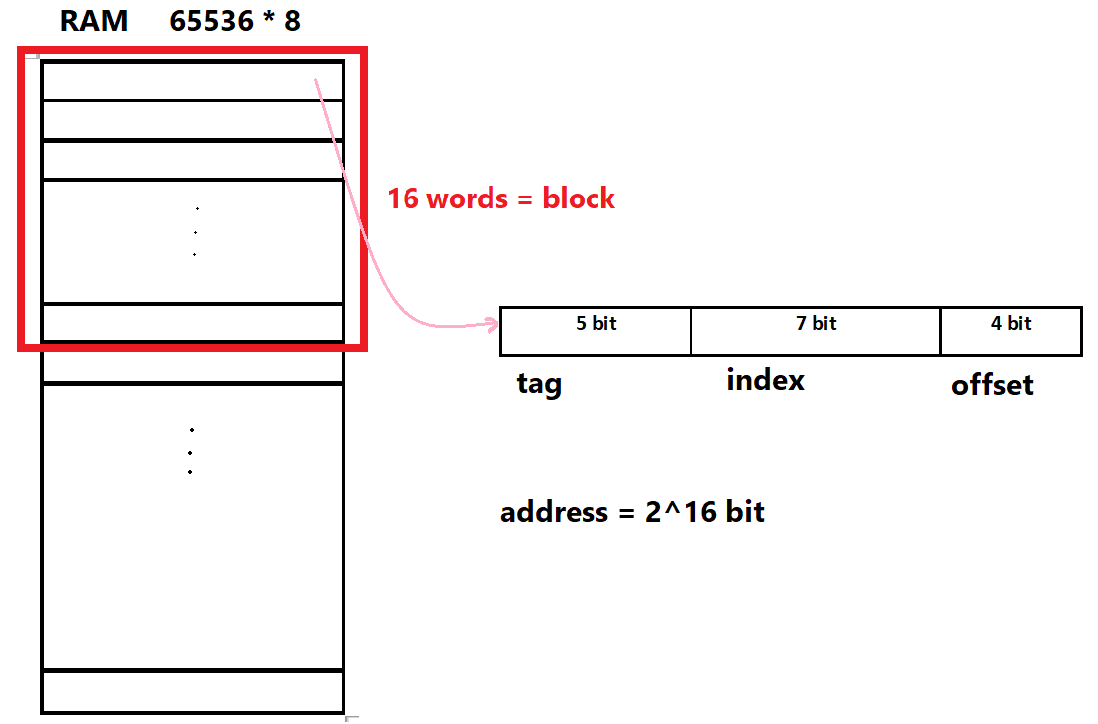 RAM 65536 * 8
16 words = block
5 bit 7 bit 4 bit
tag index offset
address = 2^16 bit